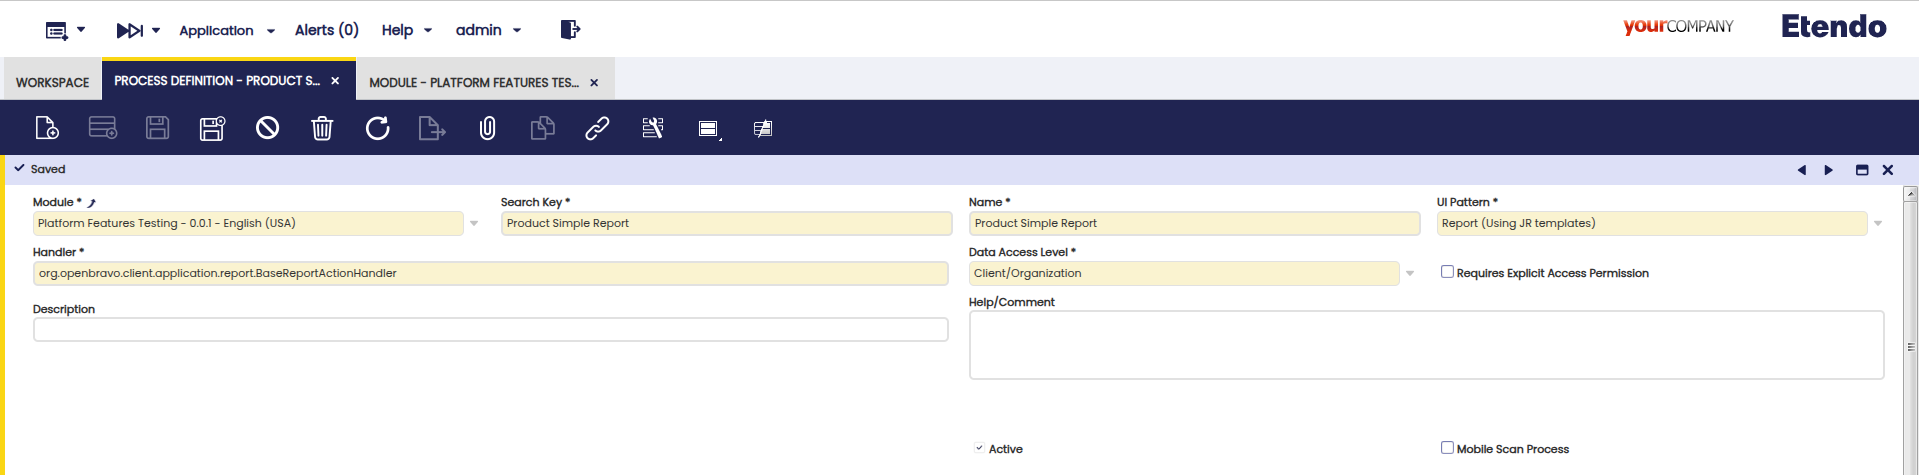 Application Alerts (0) Help admin yourCOMPANY Etendo
WORKSPACE PROCESS DEFINITION - PRODUCT S... × MODULE - PLATFORM FEATURES TES... ×
Saved
Module * Search Key * Name * UI Pattern *
Platform Features Testing - 0.0.1 - English (USA) Product Simple Report Product Simple Report Report (Using JR templates)
Handler * Data Access Level *
org.openbravo.client.application.report.BaseReportActionHandler Client/Organization Requires Explicit Access Permission
Description Help/Comment
Active Mobile Scan Process